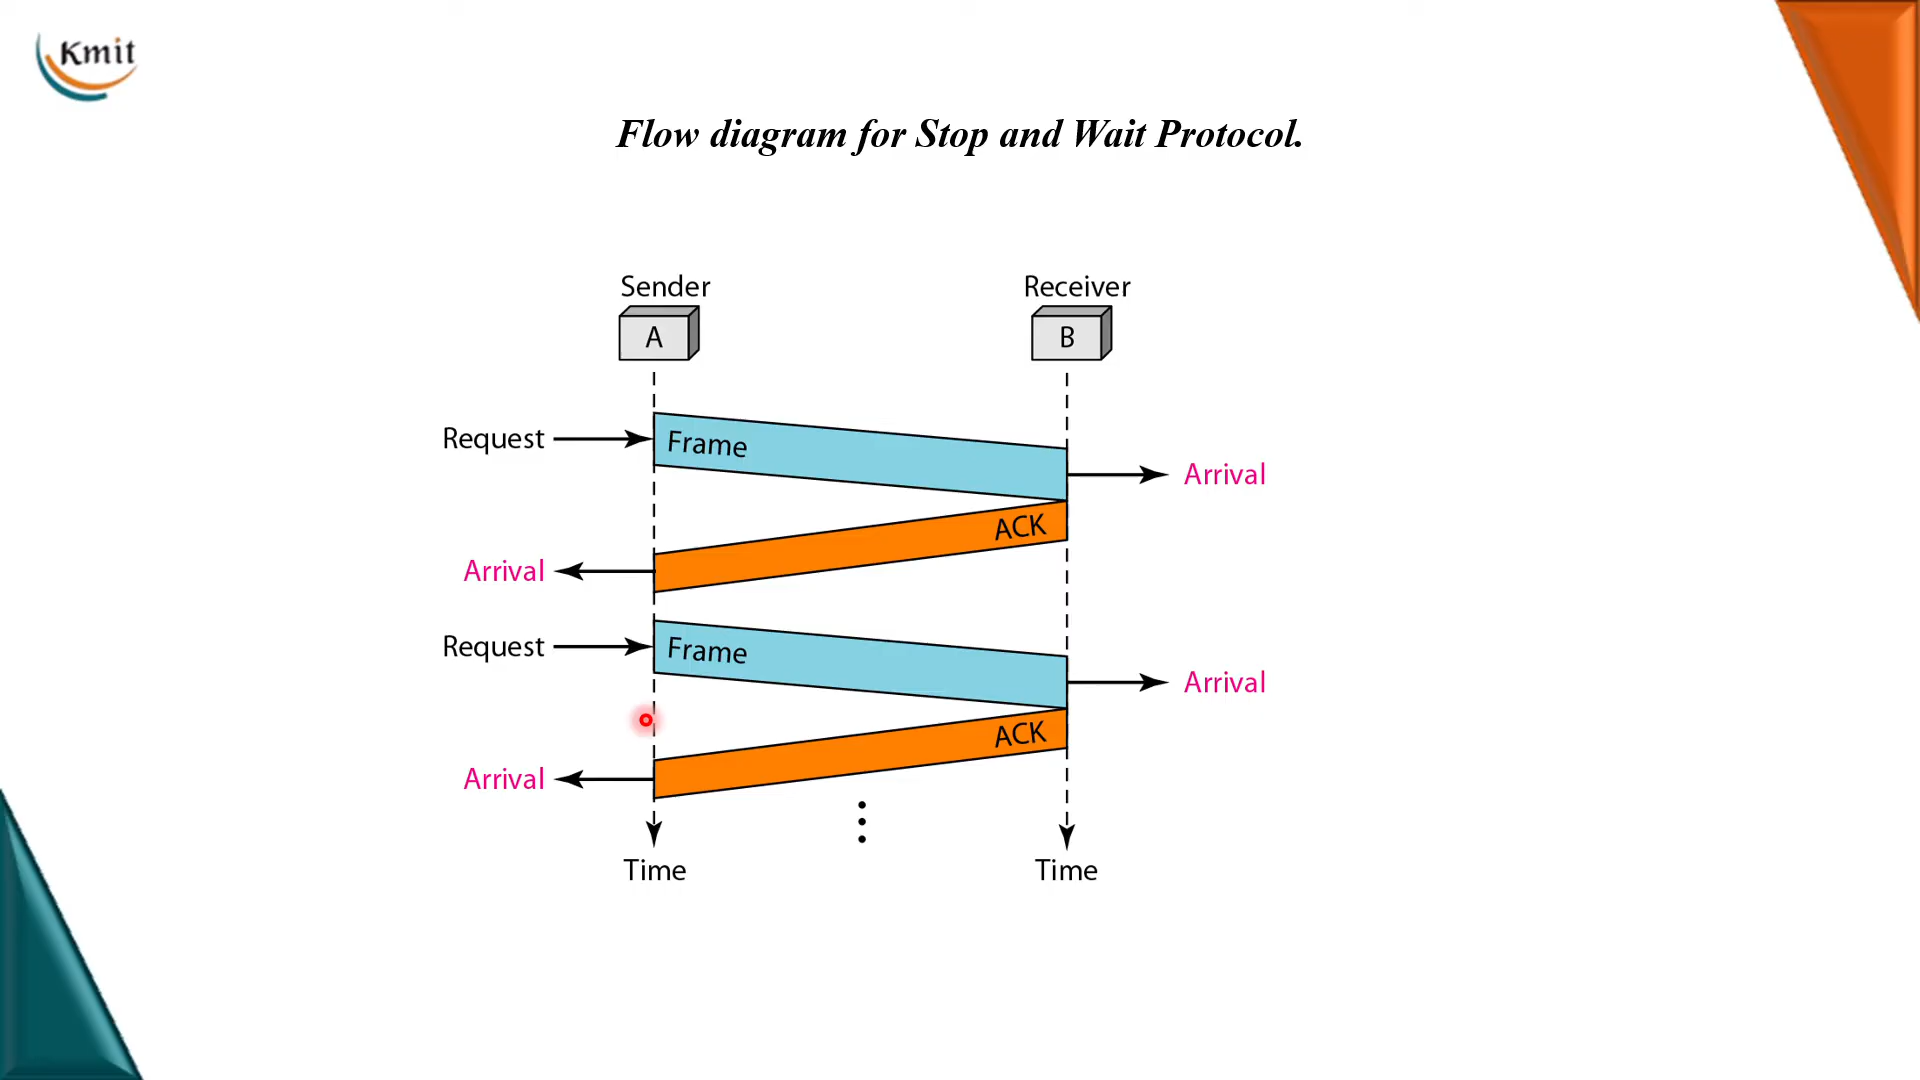 Kmit
Flow diagram for Stop and Wait Protocol.
Sender Receiver
A B
Request Frame
Arrival
ACK
Arrival
Request Frame
Arrival
ACK
Arrival
Time Time